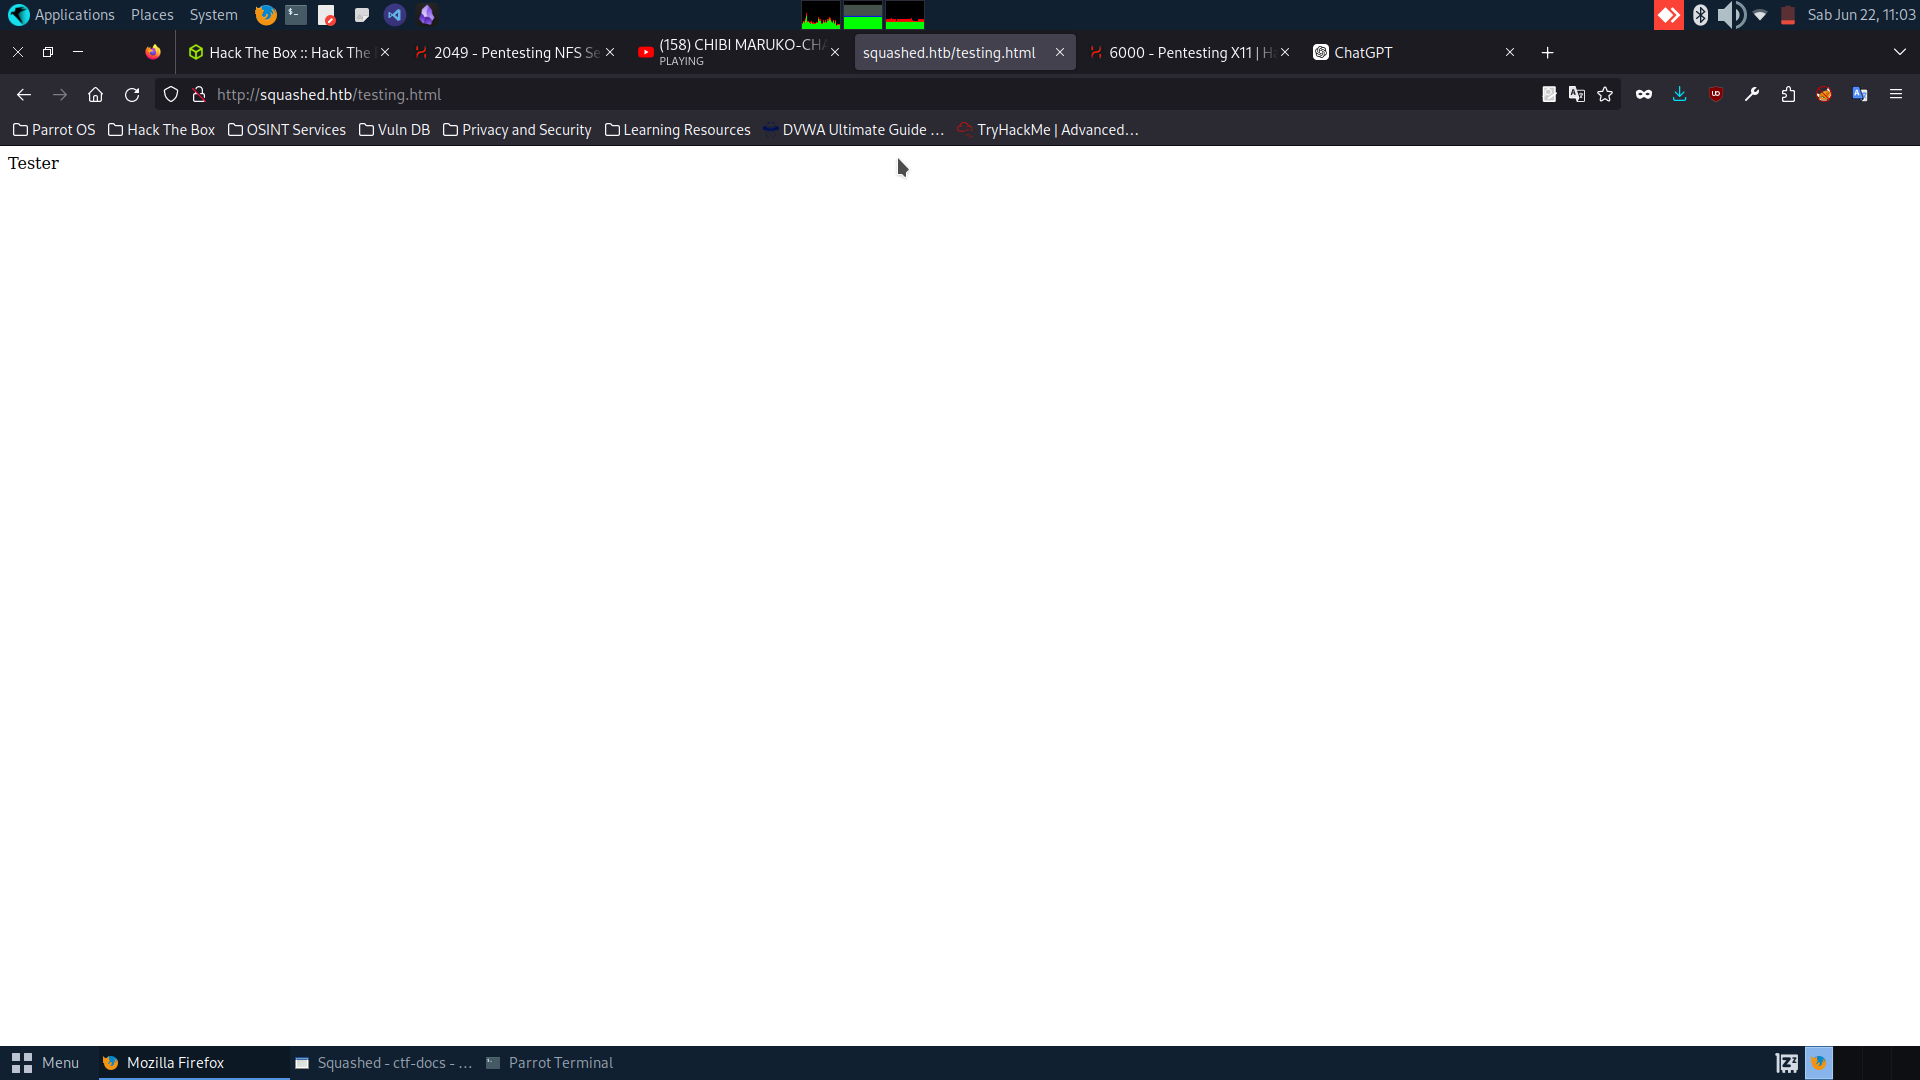 Applications Places System Sab Jun 22, 11:03
Hack The Box :: Hack The
2049 - Pentesting NFS Se
(158) CHIBI MARUKO-CHA
PLAYING
squashed.htb/testing.html
6000 - Pentesting X11 | Ha
ChatGPT
http://squashed.htb/testing.html
Parrot OS Hack The Box OSINT Services Vuln DB Privacy and Security Learning Resources DVWA Ultimate Guide … TryHackMe | Advanced…
Tester
Menu Mozilla Firefox Squashed - ctf-docs - … Parrot Terminal